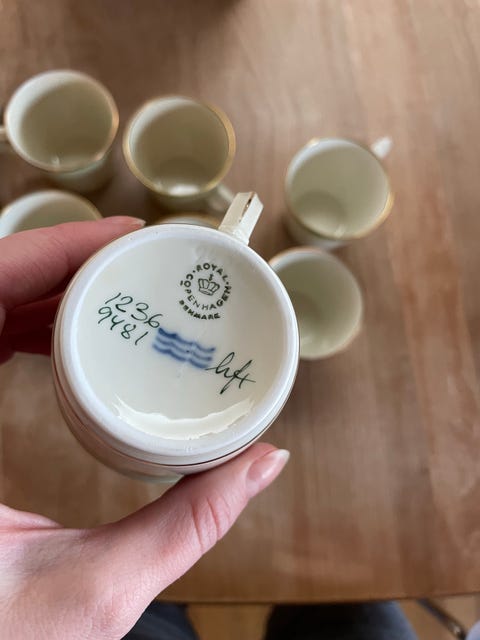 ROYAL
COPENHAGEN
DENMARK
1236
9481